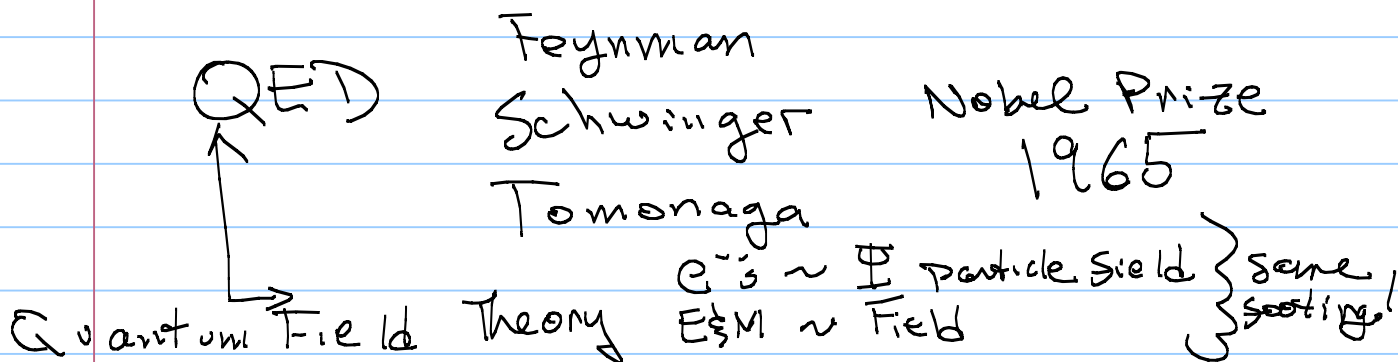 QED
Feynman
Schwinger
Tomonaga
Nobel Prize
1965
e⁻'s ~ Ψ particle field
Quantum Field Theory E&M ~ Field
same
footing!